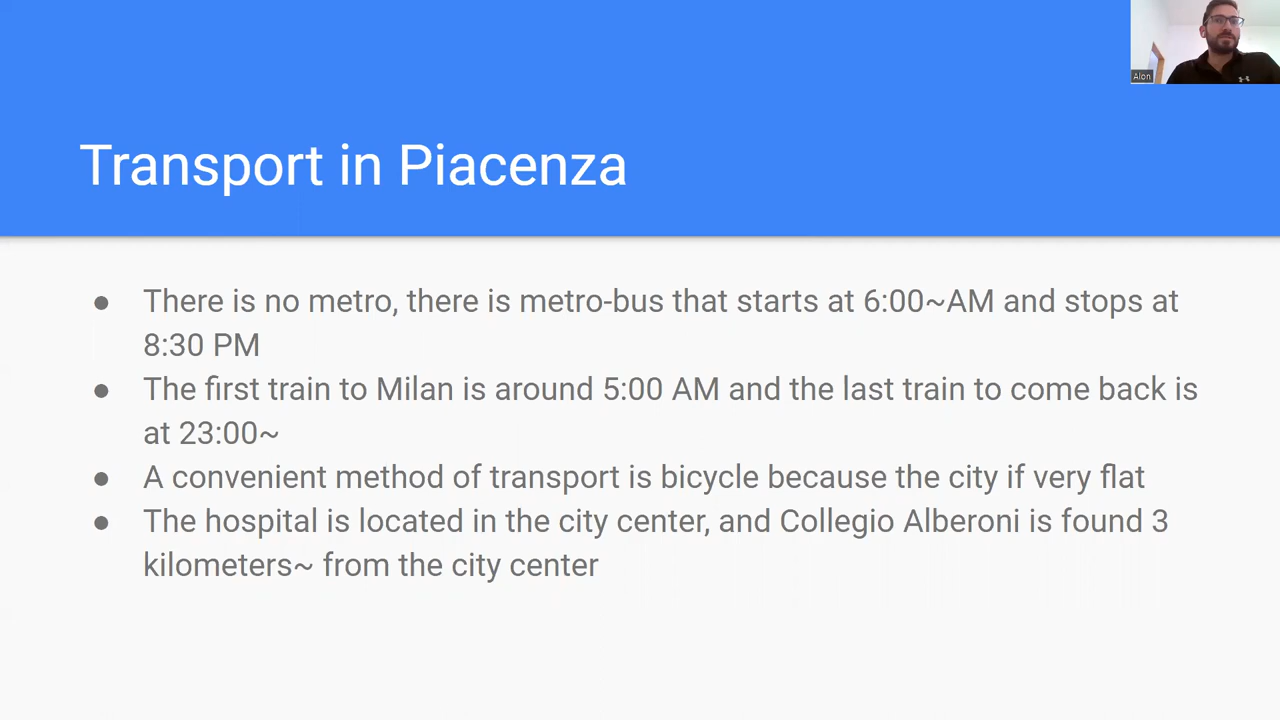 Alon
Transport in Piacenza
● There is no metro, there is metro-bus that starts at 6:00~AM and stops at
8:30 PM
● The first train to Milan is around 5:00 AM and the last train to come back is
at 23:00~
● A convenient method of transport is bicycle because the city if very flat
● The hospital is located in the city center, and Collegio Alberoni is found 3
kilometers~ from the city center